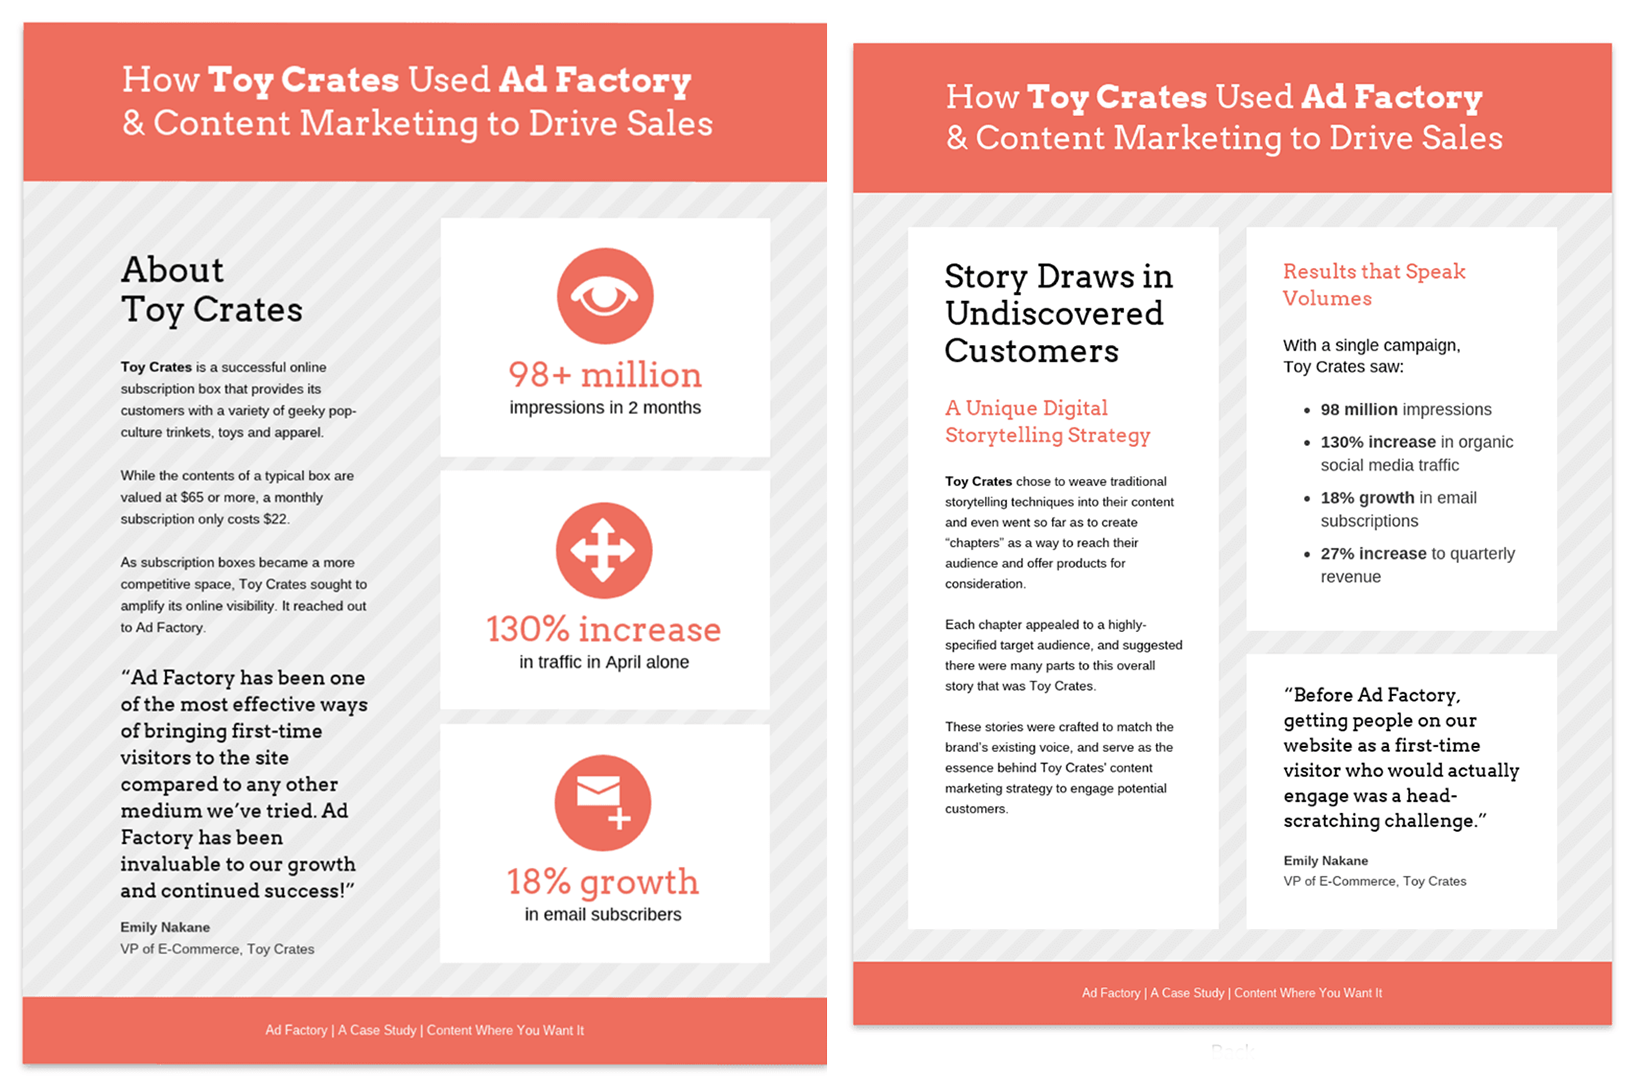 How Toy Crates Used Ad Factory
& Content Marketing to Drive Sales
About
Toy Crates
Toy Crates is a successful online
subscription box that provides its
customers with a variety of geeky pop-
culture trinkets, toys and apparel.
While the contents of a typical box are
valued at $65 or more, a monthly
subscription only costs $22.
As subscription boxes became a more
competitive space, Toy Crates sought to
amplify its online visibility. It reached out
to Ad Factory.
“Ad Factory has been one
of the most effective ways
of bringing first-time
visitors to the site
compared to any other
medium we’ve tried. Ad
Factory has been
invaluable to our growth
and continued success!”
Emily Nakane
VP of E-Commerce, Toy Crates
98+ million
impressions in 2 months
130% increase
in traffic in April alone
18% growth
in email subscribers
Ad Factory | A Case Study | Content Where You Want It
How Toy Crates Used Ad Factory
& Content Marketing to Drive Sales
Story Draws in
Undiscovered
Customers
A Unique Digital
Storytelling Strategy
Toy Crates chose to weave traditional
storytelling techniques into their content
and even went so far as to create
“chapters” as a way to reach their
audience and offer products for
consideration.
Each chapter appealed to a highly-
specified target audience, and suggested
there were many parts to this overall
story that was Toy Crates.
These stories were crafted to match the
brand’s existing voice, and serve as the
essence behind Toy Crates’ content
marketing strategy to engage potential
customers.
Results that Speak
Volumes
With a single campaign,
Toy Crates saw:
• 98 million impressions
• 130% increase in organic
social media traffic
• 18% growth in email
subscriptions
• 27% increase to quarterly
revenue
“Before Ad Factory,
getting people on our
website as a first-time
visitor who would actually
engage was a head-
scratching challenge.”
Emily Nakane
VP of E-Commerce, Toy Crates
Ad Factory | A Case Study | Content Where You Want It
Back